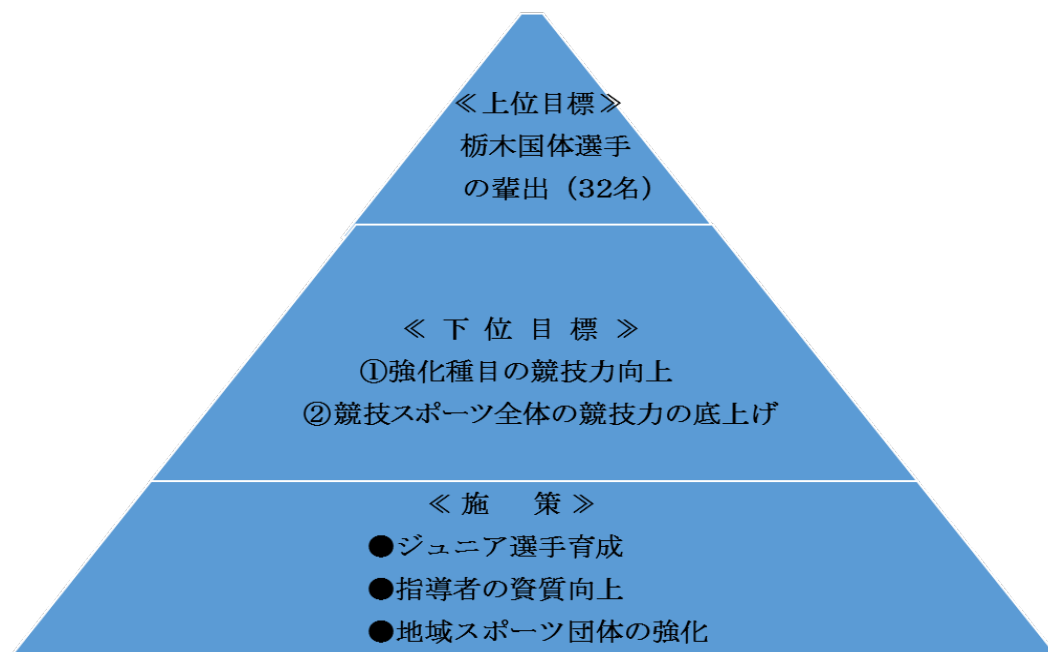 ≪上位目標≫
栃木国体選手
の輩出（32名）
≪ 下 位 目 標 ≫
①強化種目の競技力向上
②競技スポーツ全体の競技力の底上げ
≪ 施　策 ≫
●ジュニア選手育成
●指導者の資質向上
●地域スポーツ団体の強化